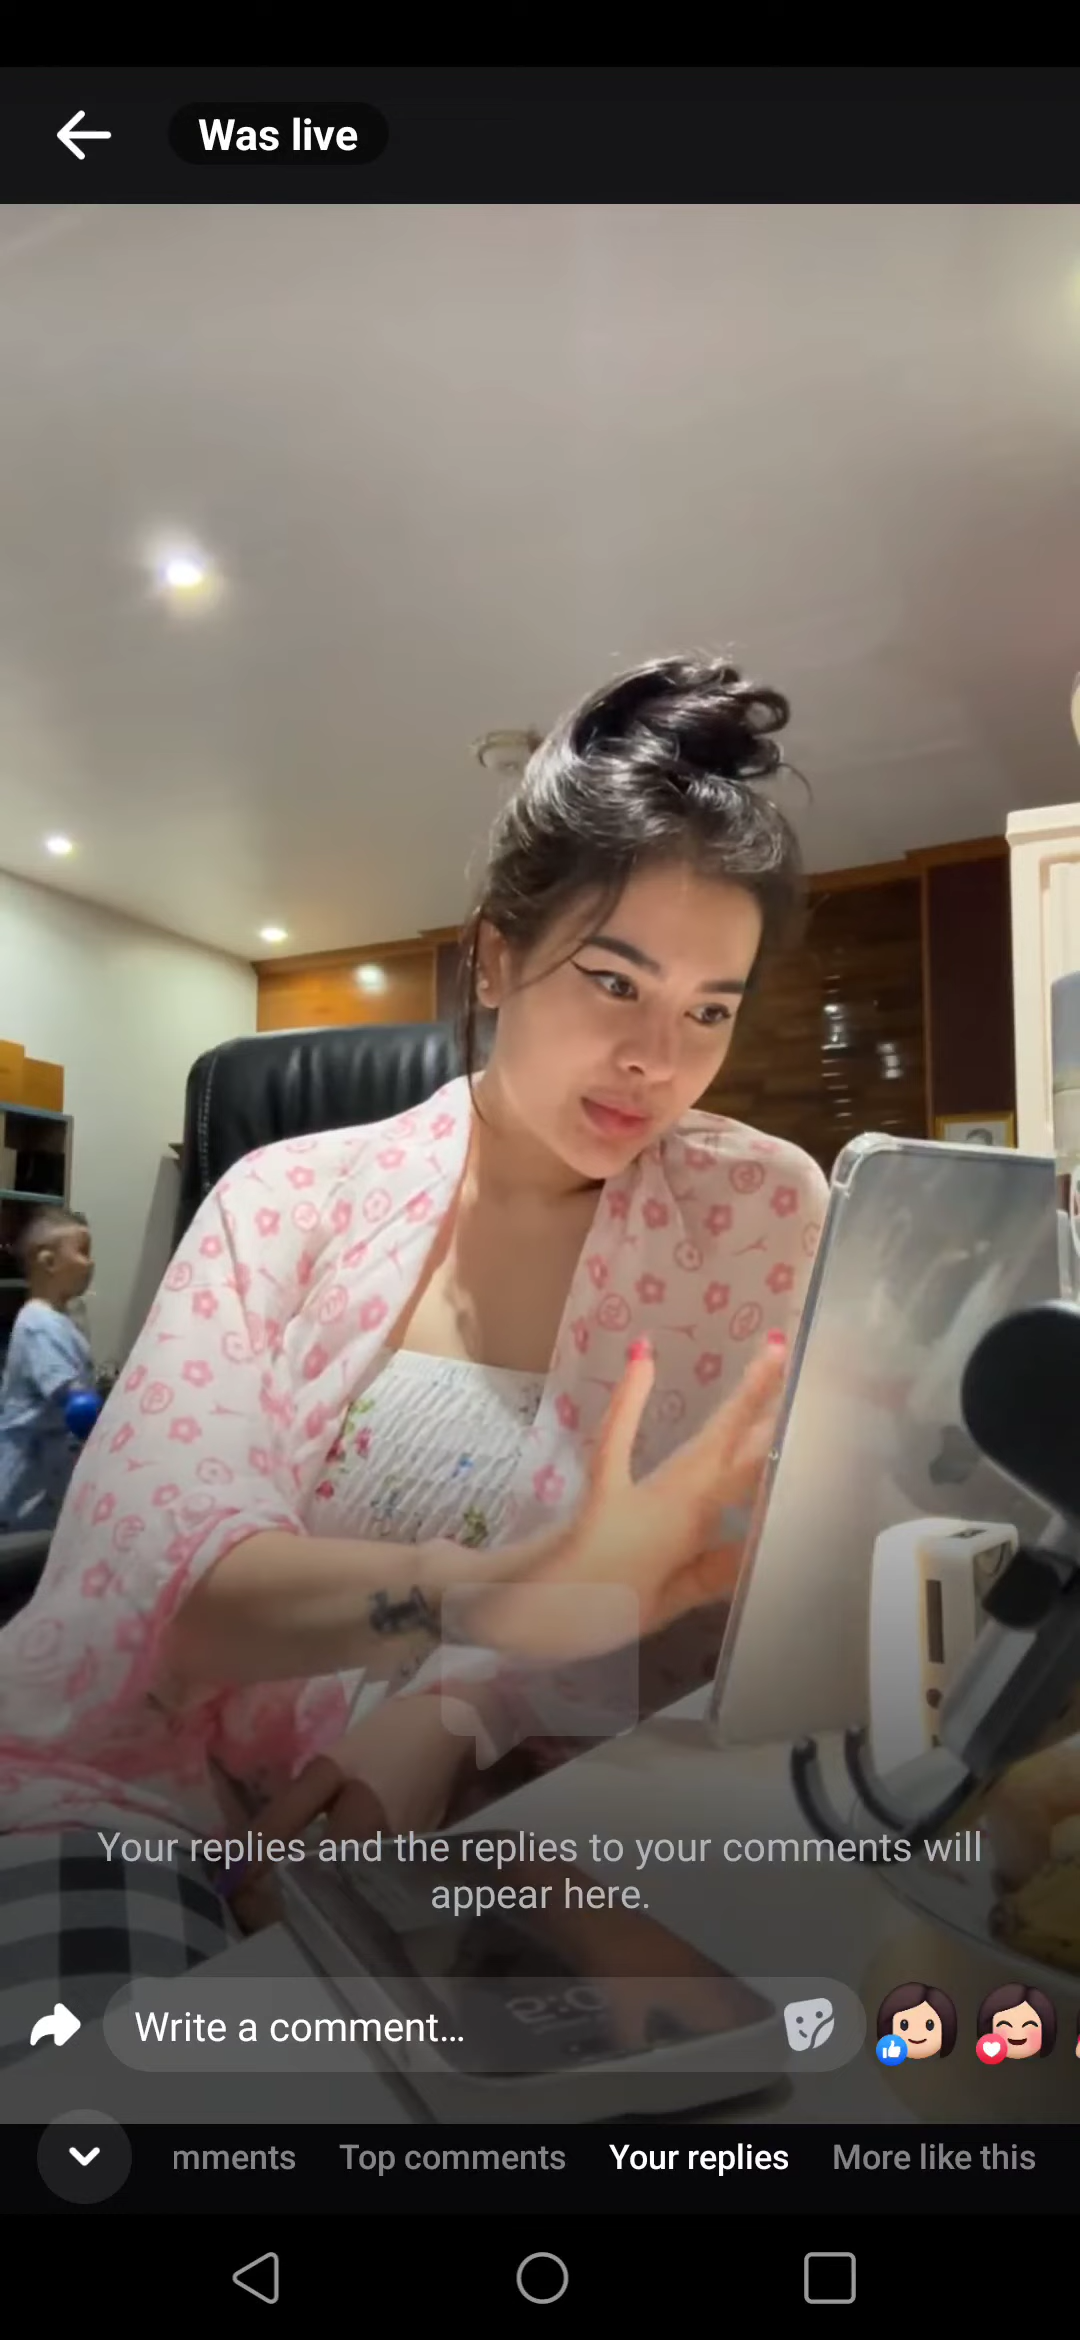 Was live
Your replies and the replies to your comments will
appear here.
Write a comment...
mments
Top comments
Your replies
More like this